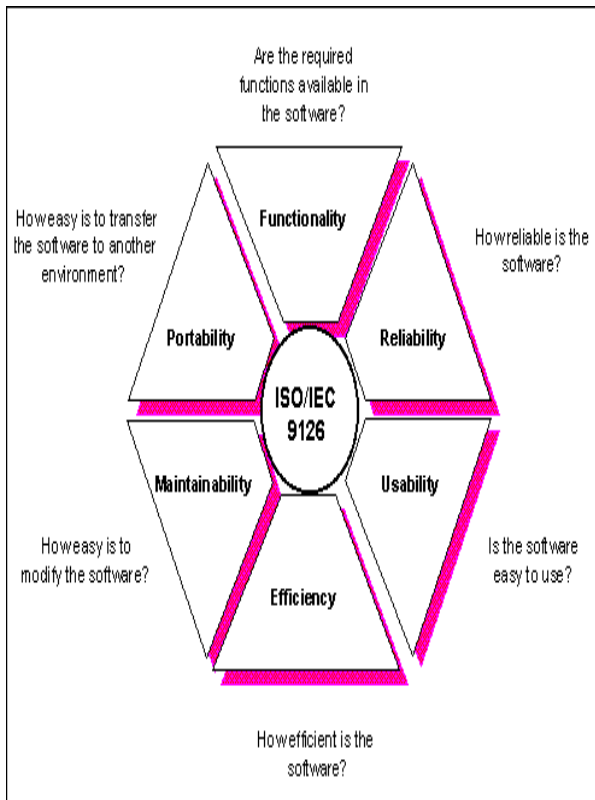 Are the required
functions available in
the software?
Functionality
How easy is to transfer
the software to another
environment?
Portability
How reliable is the
software?
Reliability
ISO/IEC
9126
Maintainability
How easy is to
modify the software?
Usability
Is the software
easy to use?
Efficiency
How efficient is the
software?